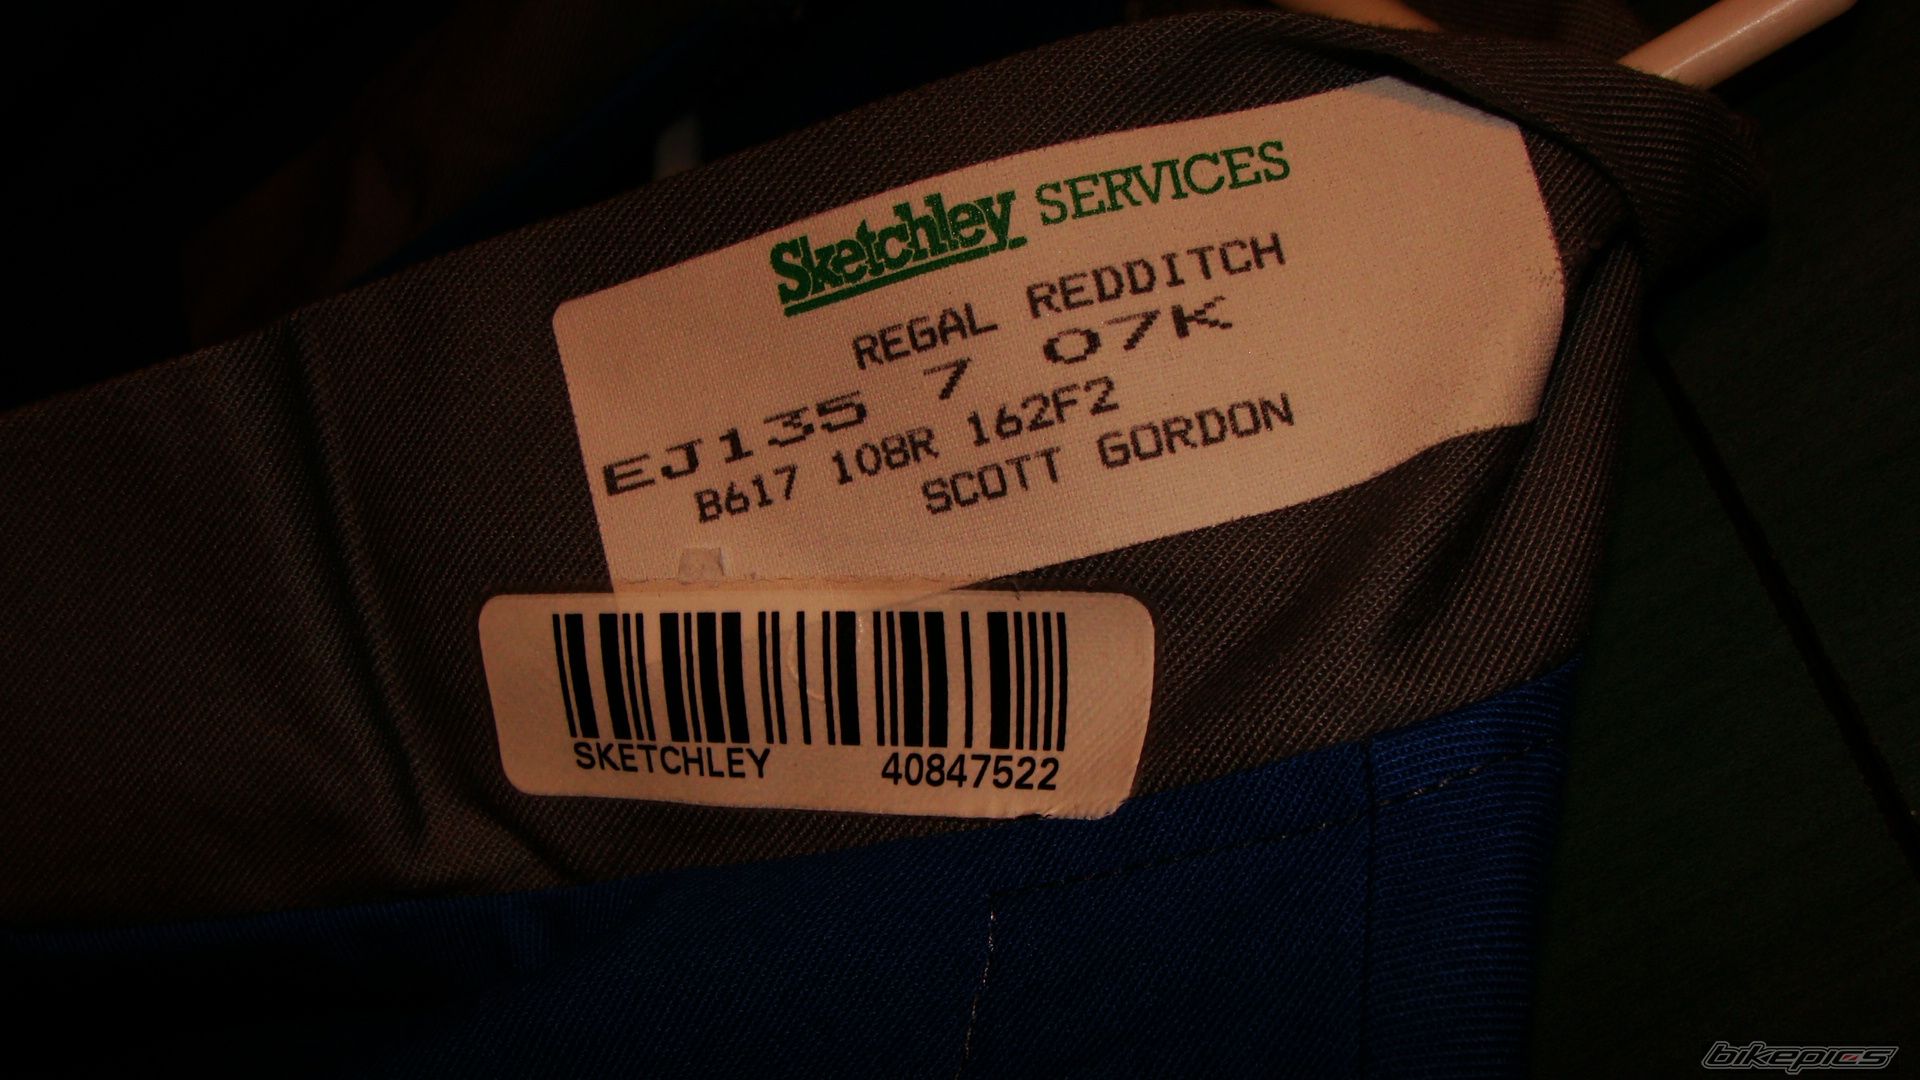 Sketchley SERVICES
REGAL REDDITCH
EJ135 7 07K
B617 108R 162F2
SCOTT GORDON
SKETCHLEY 40847522
bikepics